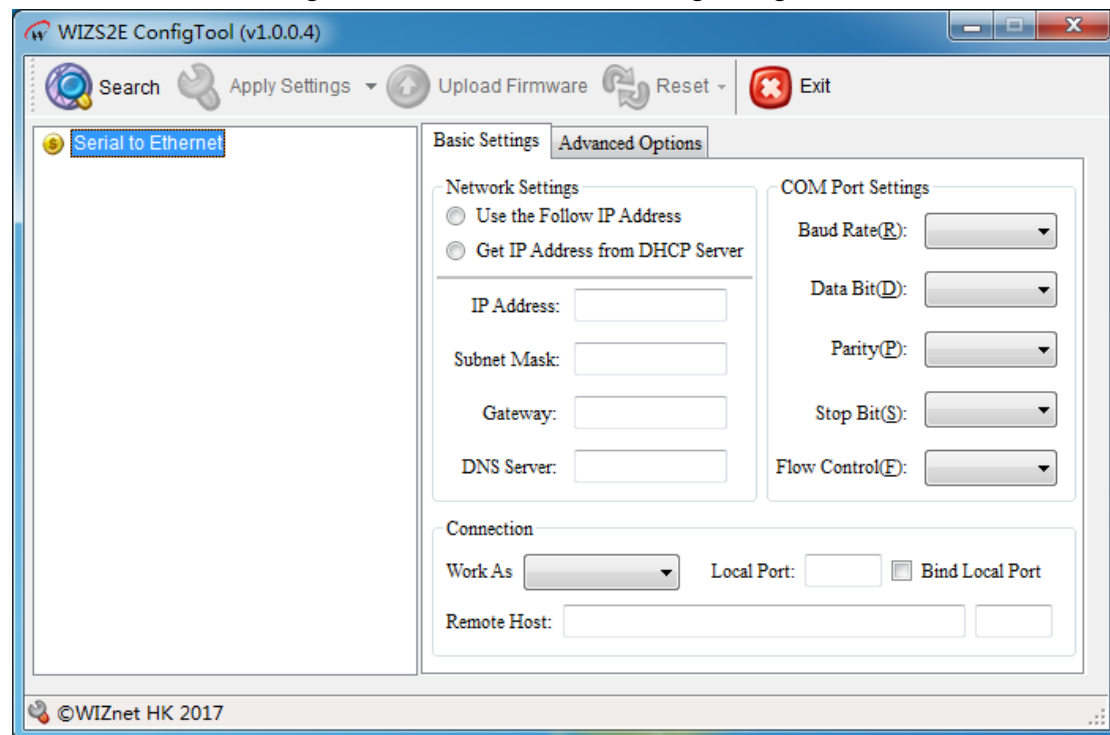 WIZS2E ConfigTool (v1.0.0.4)
Search Apply Settings Upload Firmware Reset Exit
Serial to Ethernet
Basic Settings Advanced Options
Network Settings
Use the Follow IP Address
Get IP Address from DHCP Server
IP Address:
Subnet Mask:
Gateway:
DNS Server:
COM Port Settings
Baud Rate(R):
Data Bit(D):
Parity(P):
Stop Bit(S):
Flow Control(F):
Connection
Work As Local Port: Bind Local Port
Remote Host:
©WIZnet HK 2017